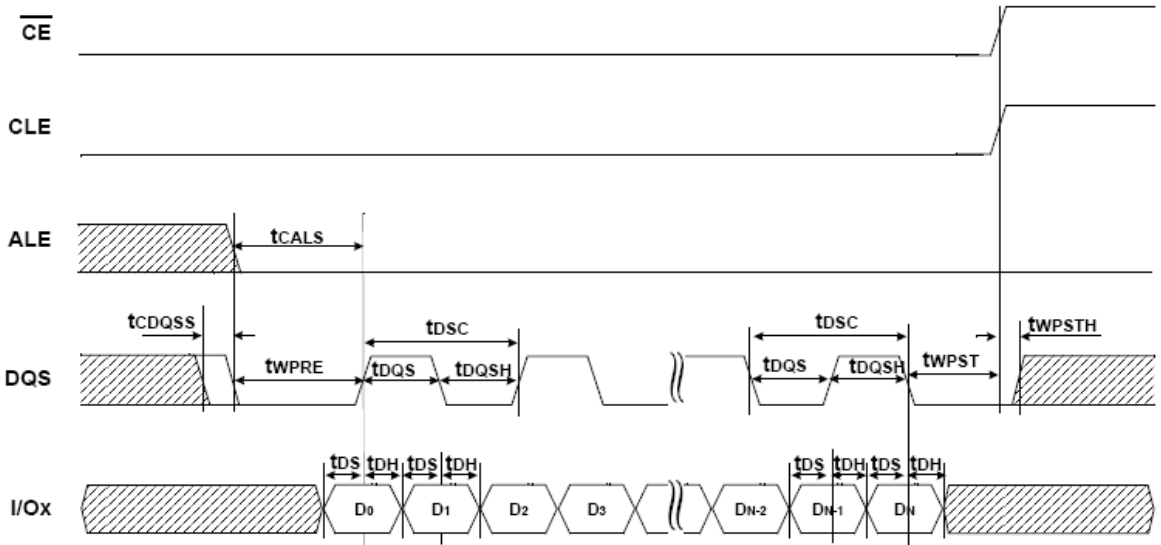 CE
CLE
ALE
tCALS
tCDQSS
tDSC
tDSC
tWPSTH
DQS
tWPRE
tDQS
tDQSH
tDQS
tDQSH
tWPST
tDS
tDH
tDS
tDH
tDS
tDH
tDS
tDH
I/Ox
D0
D1
D2
D3
DN-2
DN-1
DN